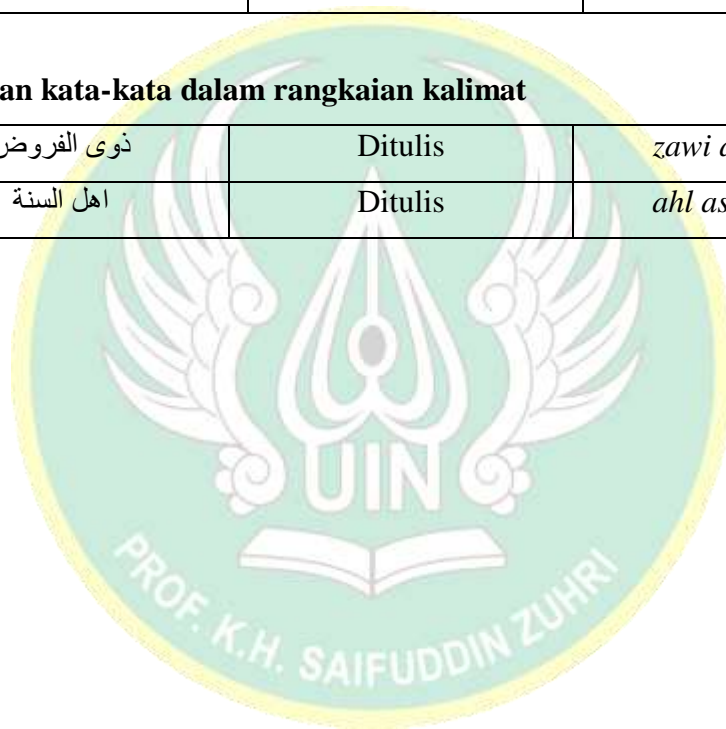 an kata-kata dalam rangkaian kalimat
ذوى الفروض Ditulis zawi
اهل السنة Ditulis ahl as
UIN
PROF. K.H. SAIFUDDIN ZUHRI